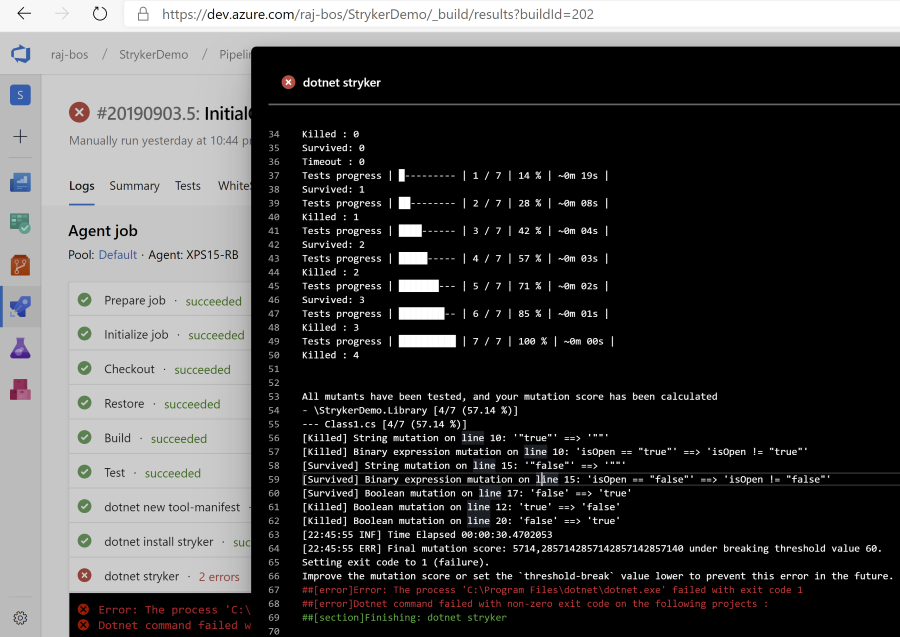 https://dev.azure.com/raj-bos/StrykerDemo/_build/results?buildId=202
raj-bos / StrykerDemo /
S
#20190903.5:
Manually run yesterday at 10:44
Logs Summary Tests
Agent job
Pool: Default · Agent: XPS15-RB
Prepare job · succeeded
Initialize job · succeeded
Checkout · succeeded
Restore · succeeded
Build · succeeded
Test · succeeded
dotnet new tool-manifest
dotnet install stryker ·
dotnet stryker · 2 errors
Error: The process 'C:\
Dotnet command failed w
dotnet stryker
34 Killed : 0
35 Survived: 0
36 Timeout : 0
37 Tests progress | █--------- | 1 / 7 | 14 % | ~0m 19s |
38 Survived: 1
39 Tests progress | ██-------- | 2 / 7 | 28 % | ~0m 08s |
40 Killed : 1
41 Tests progress | ████------ | 3 / 7 | 42 % | ~0m 04s |
42 Survived: 2
43 Tests progress | █████----- | 4 / 7 | 57 % | ~0m 03s |
44 Killed : 2
45 Tests progress | ███████--- | 5 / 7 | 71 % | ~0m 02s |
46 Survived: 3
47 Tests progress | ████████-- | 6 / 7 | 85 % | ~0m 01s |
48 Killed : 3
49 Tests progress | ██████████ | 7 / 7 | 100 % | ~0m 00s |
50 Killed : 4
51
52
53 All mutants have been tested, and your mutation score has been calculated
54 - \StrykerDemo.Library [4/7 (57.14 %)]
55 --- Class1.cs [4/7 (57.14 %)]
56 [Killed] String mutation on line 10: '"true"' ==> '""'
57 [Killed] Binary expression mutation on line 10: 'isOpen == "true"' ==> 'isOpen != "true"'
58 [Survived] String mutation on line 15: '"false"' ==> '""'
59 [Survived] Binary expression mutation on line 15: 'isOpen == "false"' ==> 'isOpen != "false"'
60 [Survived] Boolean mutation on line 17: 'false' ==> 'true'
61 [Killed] Boolean mutation on line 12: 'true' ==> 'false'
62 [Killed] Boolean mutation on line 20: 'false' ==> 'true'
63 [22:45:55 INF] Time Elapsed 00:00:30.4702053
64 [22:45:55 ERR] Final mutation score: 5714,2857142857142857142857140 under breaking threshold value 60.
65 Setting exit code to 1 (failure).
66 Improve the mutation score or set the `threshold-break` value lower to prevent this error in the future.
67 ##[error]Error: The process 'C:\Program Files\dotnet\dotnet.exe' failed with exit code 1
68 ##[error]Dotnet command failed with non-zero exit code on the following projects :
69 ##[section]Finishing: dotnet stryker
70